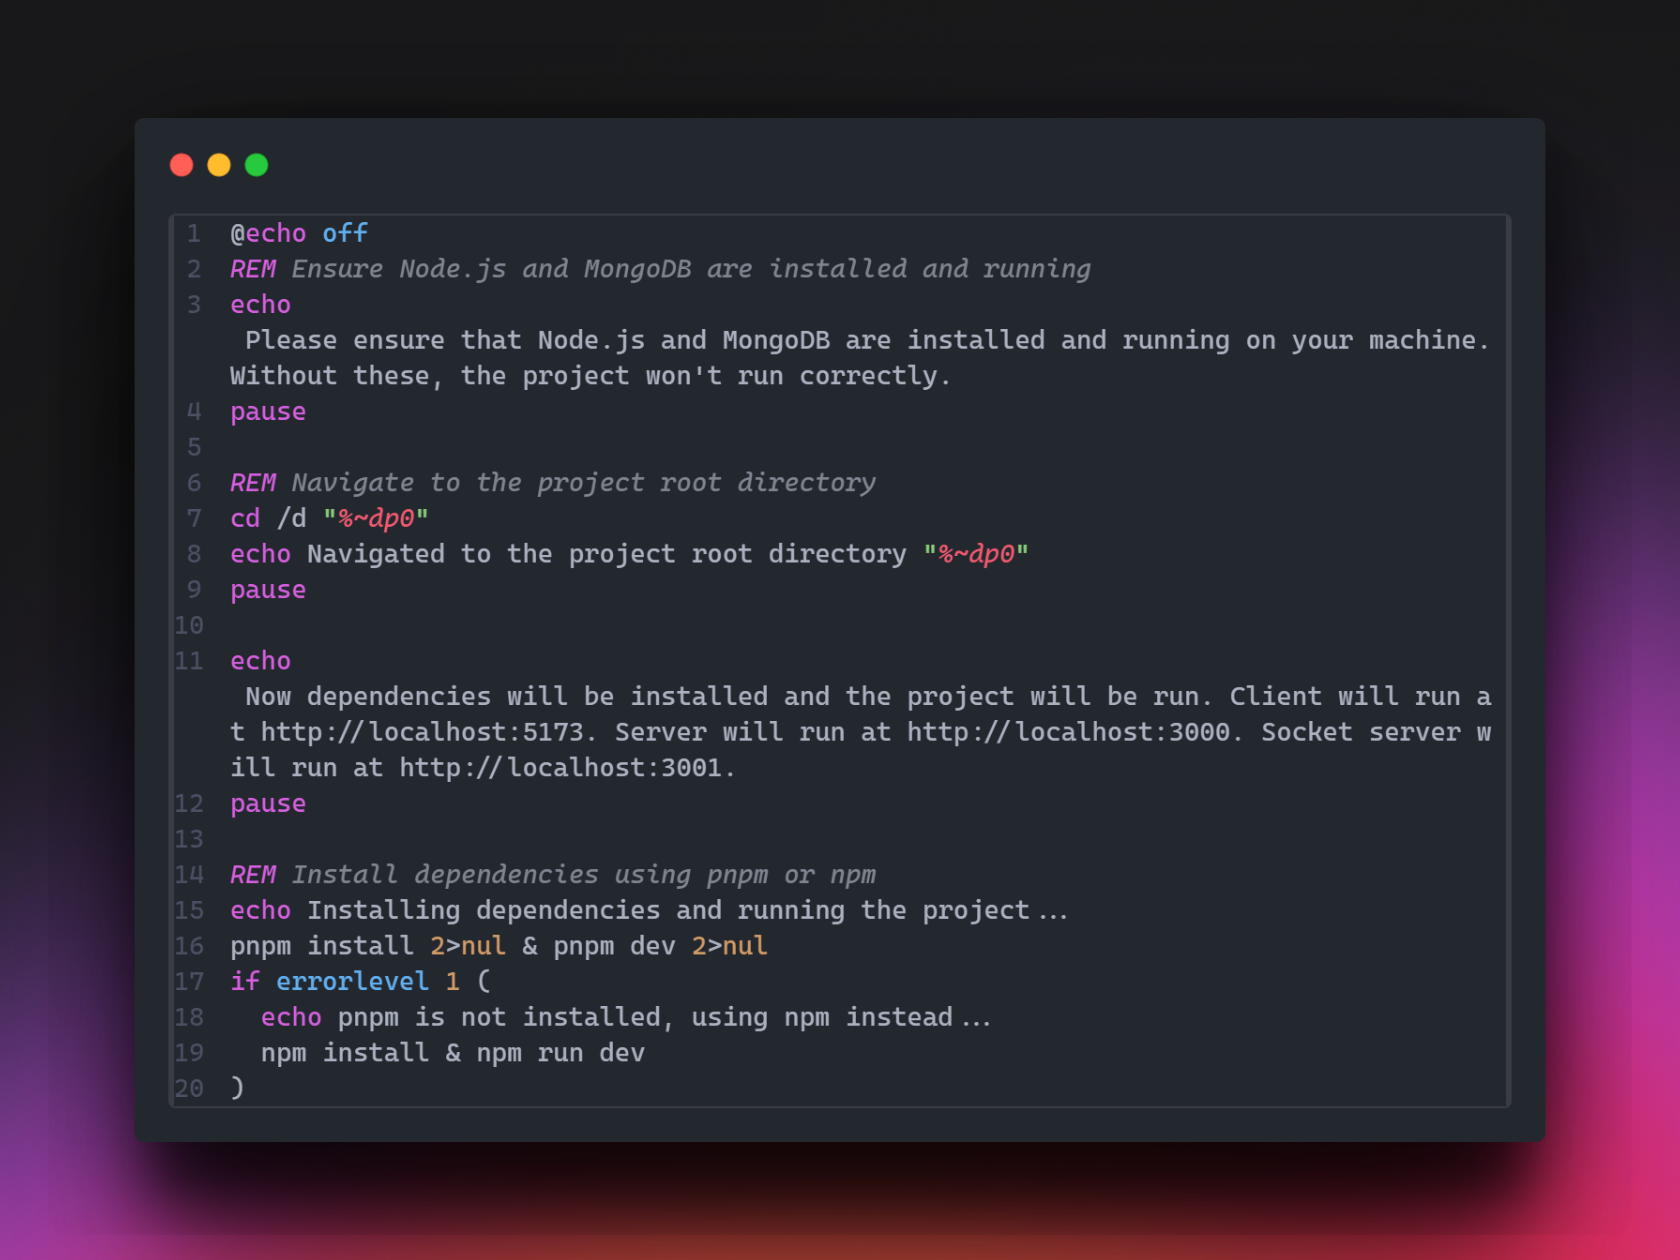 1 @echo off
2 REM Ensure Node.js and MongoDB are installed and running
3 echo
Please ensure that Node.js and MongoDB are installed and running on your machine.
Without these, the project won't run correctly.
4 pause
5
6 REM Navigate to the project root directory
7 cd /d "%~dp0"
8 echo Navigated to the project root directory "%~dp0"
9 pause
10
11 echo
Now dependencies will be installed and the project will be run. Client will run a
t http://localhost:5173. Server will run at http://localhost:3000. Socket server w
ill run at http://localhost:3001.
12 pause
13
14 REM Install dependencies using pnpm or npm
15 echo Installing dependencies and running the project...
16 pnpm install 2>nul & pnpm dev 2>nul
17 if errorlevel 1 (
18   echo pnpm is not installed, using npm instead...
19   npm install & npm run dev
20 )